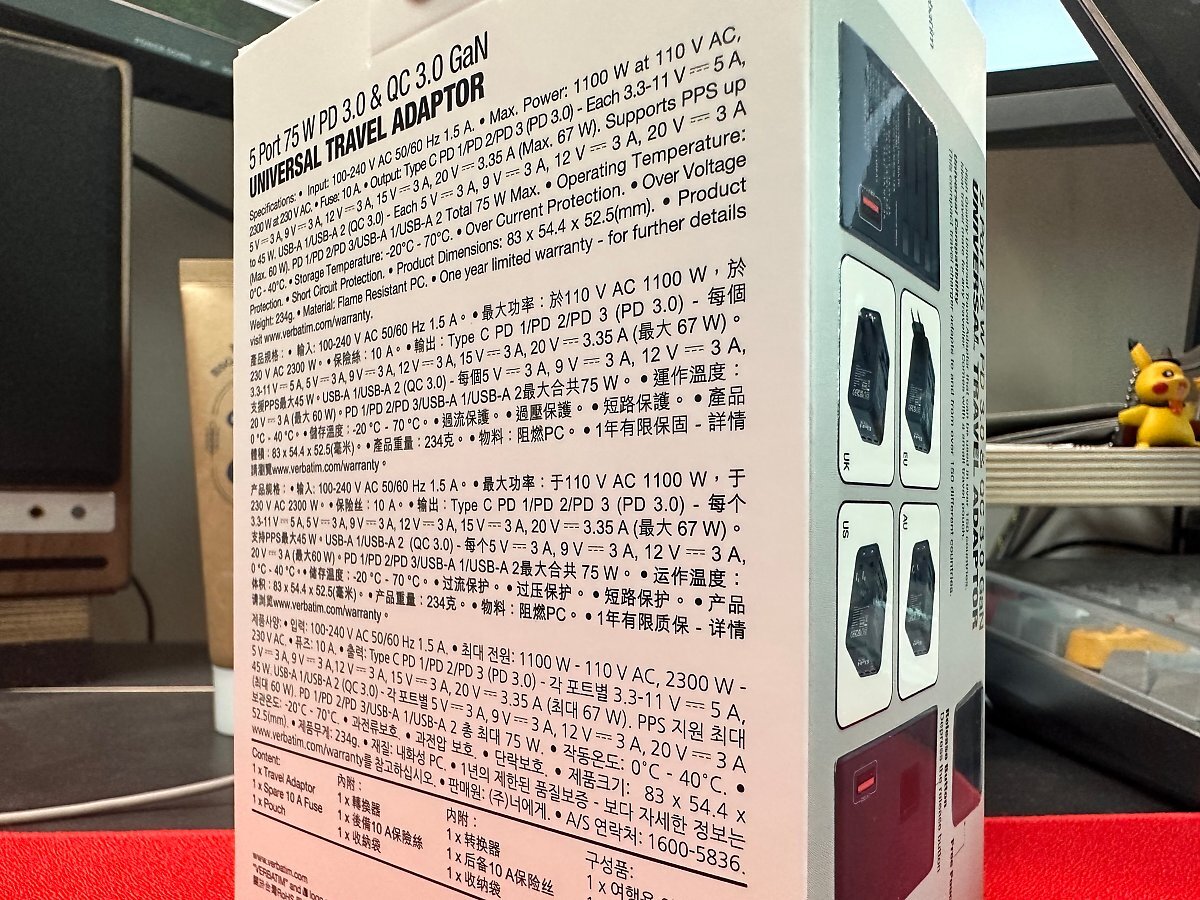 5 Port 75 W PD 3.0 & QC 3.0 GaN
UNIVERSAL TRAVEL ADAPTOR
Specifications: • Input: 100-240 V AC 50/60 Hz 1.5 A. • Max. Power: 1100 W at 110 V AC,
2300 W at 230 V AC. • Fuse: 10 A. • Output: Type C PD 1/PD 2/PD 3 (PD 3.0) - Each 3.3-11 V ⎓ 5 A,
5 V ⎓ 3 A, 9 V ⎓ 3 A, 12 V ⎓ 3 A, 15 V ⎓ 3 A, 20 V ⎓ 3.35 A (Max. 67 W). Supports PPS up
to 45 W. USB-A 1/USB-A 2 (QC 3.0) - Each 5 V ⎓ 3 A, 9 V ⎓ 3 A, 12 V ⎓ 3 A, 20 V ⎓ 3 A
(Max. 60 W). PD 1/PD 2/PD 3/USB-A 1/USB-A 2 Total 75 W Max. • Operating Temperature:
0°C - 40°C. • Storage Temperature: -20°C - 70°C. • Over Current Protection. • Over Voltage
Protection. • Short Circuit Protection. • Product Dimensions: 83 x 54.4 x 52.5(mm). • Product
Weight: 234g. • Material: Flame Resistant PC. • One year limited warranty - for further details
visit www.verbatim.com/warranty.
產品規格：• 輸入: 100-240 V AC 50/60 Hz 1.5 A。• 最大功率：於110 V AC 1100 W，於
230 V AC 2300 W。• 保險絲：10 A。• 輸出：Type C PD 1/PD 2/PD 3 (PD 3.0) - 每個
3.3-11 V ⎓ 5 A, 5 V ⎓ 3 A, 9 V ⎓ 3 A, 12 V ⎓ 3 A, 15 V ⎓ 3 A, 20 V ⎓ 3.35 A (最大 67 W)。
支援PPS最大45 W。USB-A 1/USB-A 2 (QC 3.0) - 每個5 V ⎓ 3 A, 9 V ⎓ 3 A, 12 V ⎓ 3 A,
20 V ⎓ 3 A (最大 60 W)。PD 1/PD 2/PD 3/USB-A 1/USB-A 2最大合共75 W。• 運作溫度：
0 °C - 40 °C。• 儲存溫度：-20 °C - 70 °C。• 過流保護。• 過壓保護。• 短路保護。• 產品
體積：83 x 54.4 x 52.5(毫米)。• 產品重量：234克。• 物料：阻燃PC。• 1年有限保固 - 詳情
請瀏覽www.verbatim.com/warranty。
产品规格：• 输入: 100-240 V AC 50/60 Hz 1.5 A。• 最大功率：于110 V AC 1100 W，于
230 V AC 2300 W。• 保险丝：10 A。• 输出：Type C PD 1/PD 2/PD 3 (PD 3.0) - 每个
3.3-11 V ⎓ 5 A, 5 V ⎓ 3 A, 9 V ⎓ 3 A, 12 V ⎓ 3 A, 15 V ⎓ 3 A, 20 V ⎓ 3.35 A (最大 67 W)。
支持PPS最大45 W。USB-A 1/USB-A 2 (QC 3.0) - 每个5 V ⎓ 3 A, 9 V ⎓ 3 A, 12 V ⎓ 3 A,
20 V ⎓ 3 A (最大60 W)。PD 1/PD 2/PD 3/USB-A 1/USB-A 2最大合共 75 W。• 运作温度：
0 °C - 40 °C。• 储存温度：-20 °C - 70 °C。• 过流保护。• 过压保护。• 短路保护。• 产品
体积：83 x 54.4 x 52.5(毫米)。• 产品重量：234克。• 物料：阻燃PC。• 1年有限质保 - 详情
请浏览www.verbatim.com/warranty。
제품사양: • 입력: 100-240 V AC 50/60 Hz 1.5 A. • 최대 전원: 1100 W - 110 V AC, 2300 W -
230 V AC. • 퓨즈: 10 A. • 출력: Type C PD 1/PD 2/PD 3 (PD 3.0) - 각 포트별 3.3-11 V ⎓ 5 A,
5 V ⎓ 3 A, 9 V ⎓ 3 A,12 V ⎓ 3 A, 15 V ⎓ 3 A, 20 V ⎓ 3.35 A (최대 67 W). PPS 지원 최대
45 W. USB-A 1/USB-A 2 (QC 3.0) - 각 포트별 5 V ⎓ 3 A, 9 V ⎓ 3 A, 12 V ⎓ 3 A, 20 V ⎓ 3 A
(최대 60 W). PD 1/PD 2/PD 3/USB-A 1/USB-A 2 총 최대 75 W. • 작동온도: 0°C - 40°C. •
보관온도: -20°C - 70°C. • 과전류보호. • 과전압 보호. • 단락보호. • 제품크기: 83 x 54.4 x
52.5(mm). • 제품무게: 234g. • 재질: 내화성 PC. • 1년의 제한된 품질보증 - 보다 자세한 정보는
www.verbatim.com/warranty를 참고하십시오. • 판매원: (주)너에게. • A/S 연락처: 1600-5836.
Content:
1 x Travel Adaptor
1 x Spare 10 A Fuse
1 x Pouch
內附：
1 x 轉換器
1 x 後備10 A保險絲
1 x 收納袋
内附：
1 x 转换器
1 x 后备10 A保险丝
1 x 收纳袋
구성품:
1 x 여행용
www.verbatim.com
"VERBATIM" and
5 Port 75 W PD 3.0 & QC 3.0 GaN
UNIVERSAL TRAVEL ADAPTOR
UK
EU
US
AU
Release Button